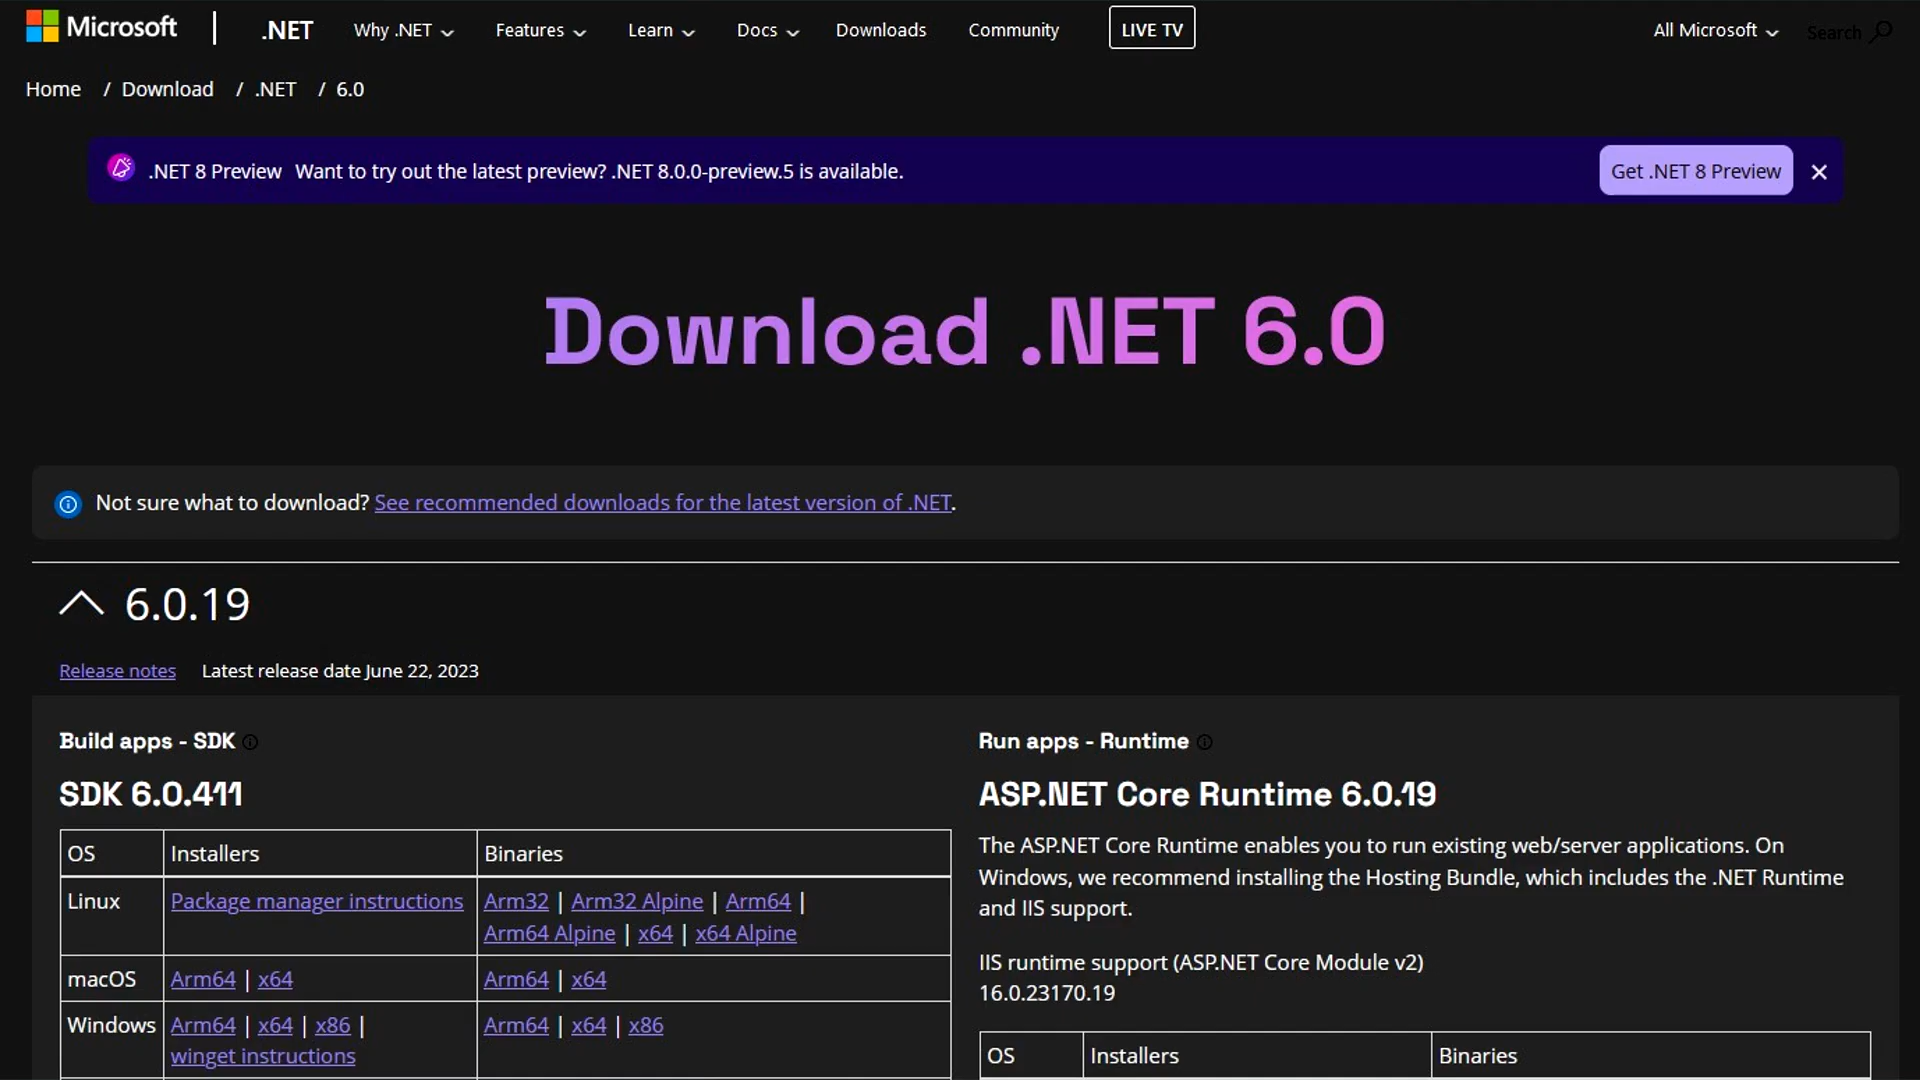 Microsoft
.NET
Why .NET
Features
Learn
Docs
Downloads
Community
LIVE TV
All Microsoft
Search
Home / Download / .NET / 6.0
.NET 8 Preview Want to try out the latest preview? .NET 8.0.0-preview.5 is available.
Get .NET 8 Preview
Download .NET 6.0
Not sure what to download? See recommended downloads for the latest version of .NET.
6.0.19
Release notes Latest release date June 22, 2023
Build apps - SDK
SDK 6.0.411
OS Installers Binaries
Linux Package manager instructions Arm32 | Arm32 Alpine | Arm64 |
Arm64 Alpine | x64 | x64 Alpine
macOS Arm64 | x64 Arm64 | x64
Windows Arm64 | x64 | x86 | Arm64 | x64 | x86
winget instructions
Run apps - Runtime
ASP.NET Core Runtime 6.0.19
The ASP.NET Core Runtime enables you to run existing web/server applications. On
Windows, we recommend installing the Hosting Bundle, which includes the .NET Runtime
and IIS support.
IIS runtime support (ASP.NET Core Module v2)
16.0.23170.19
OS Installers Binaries